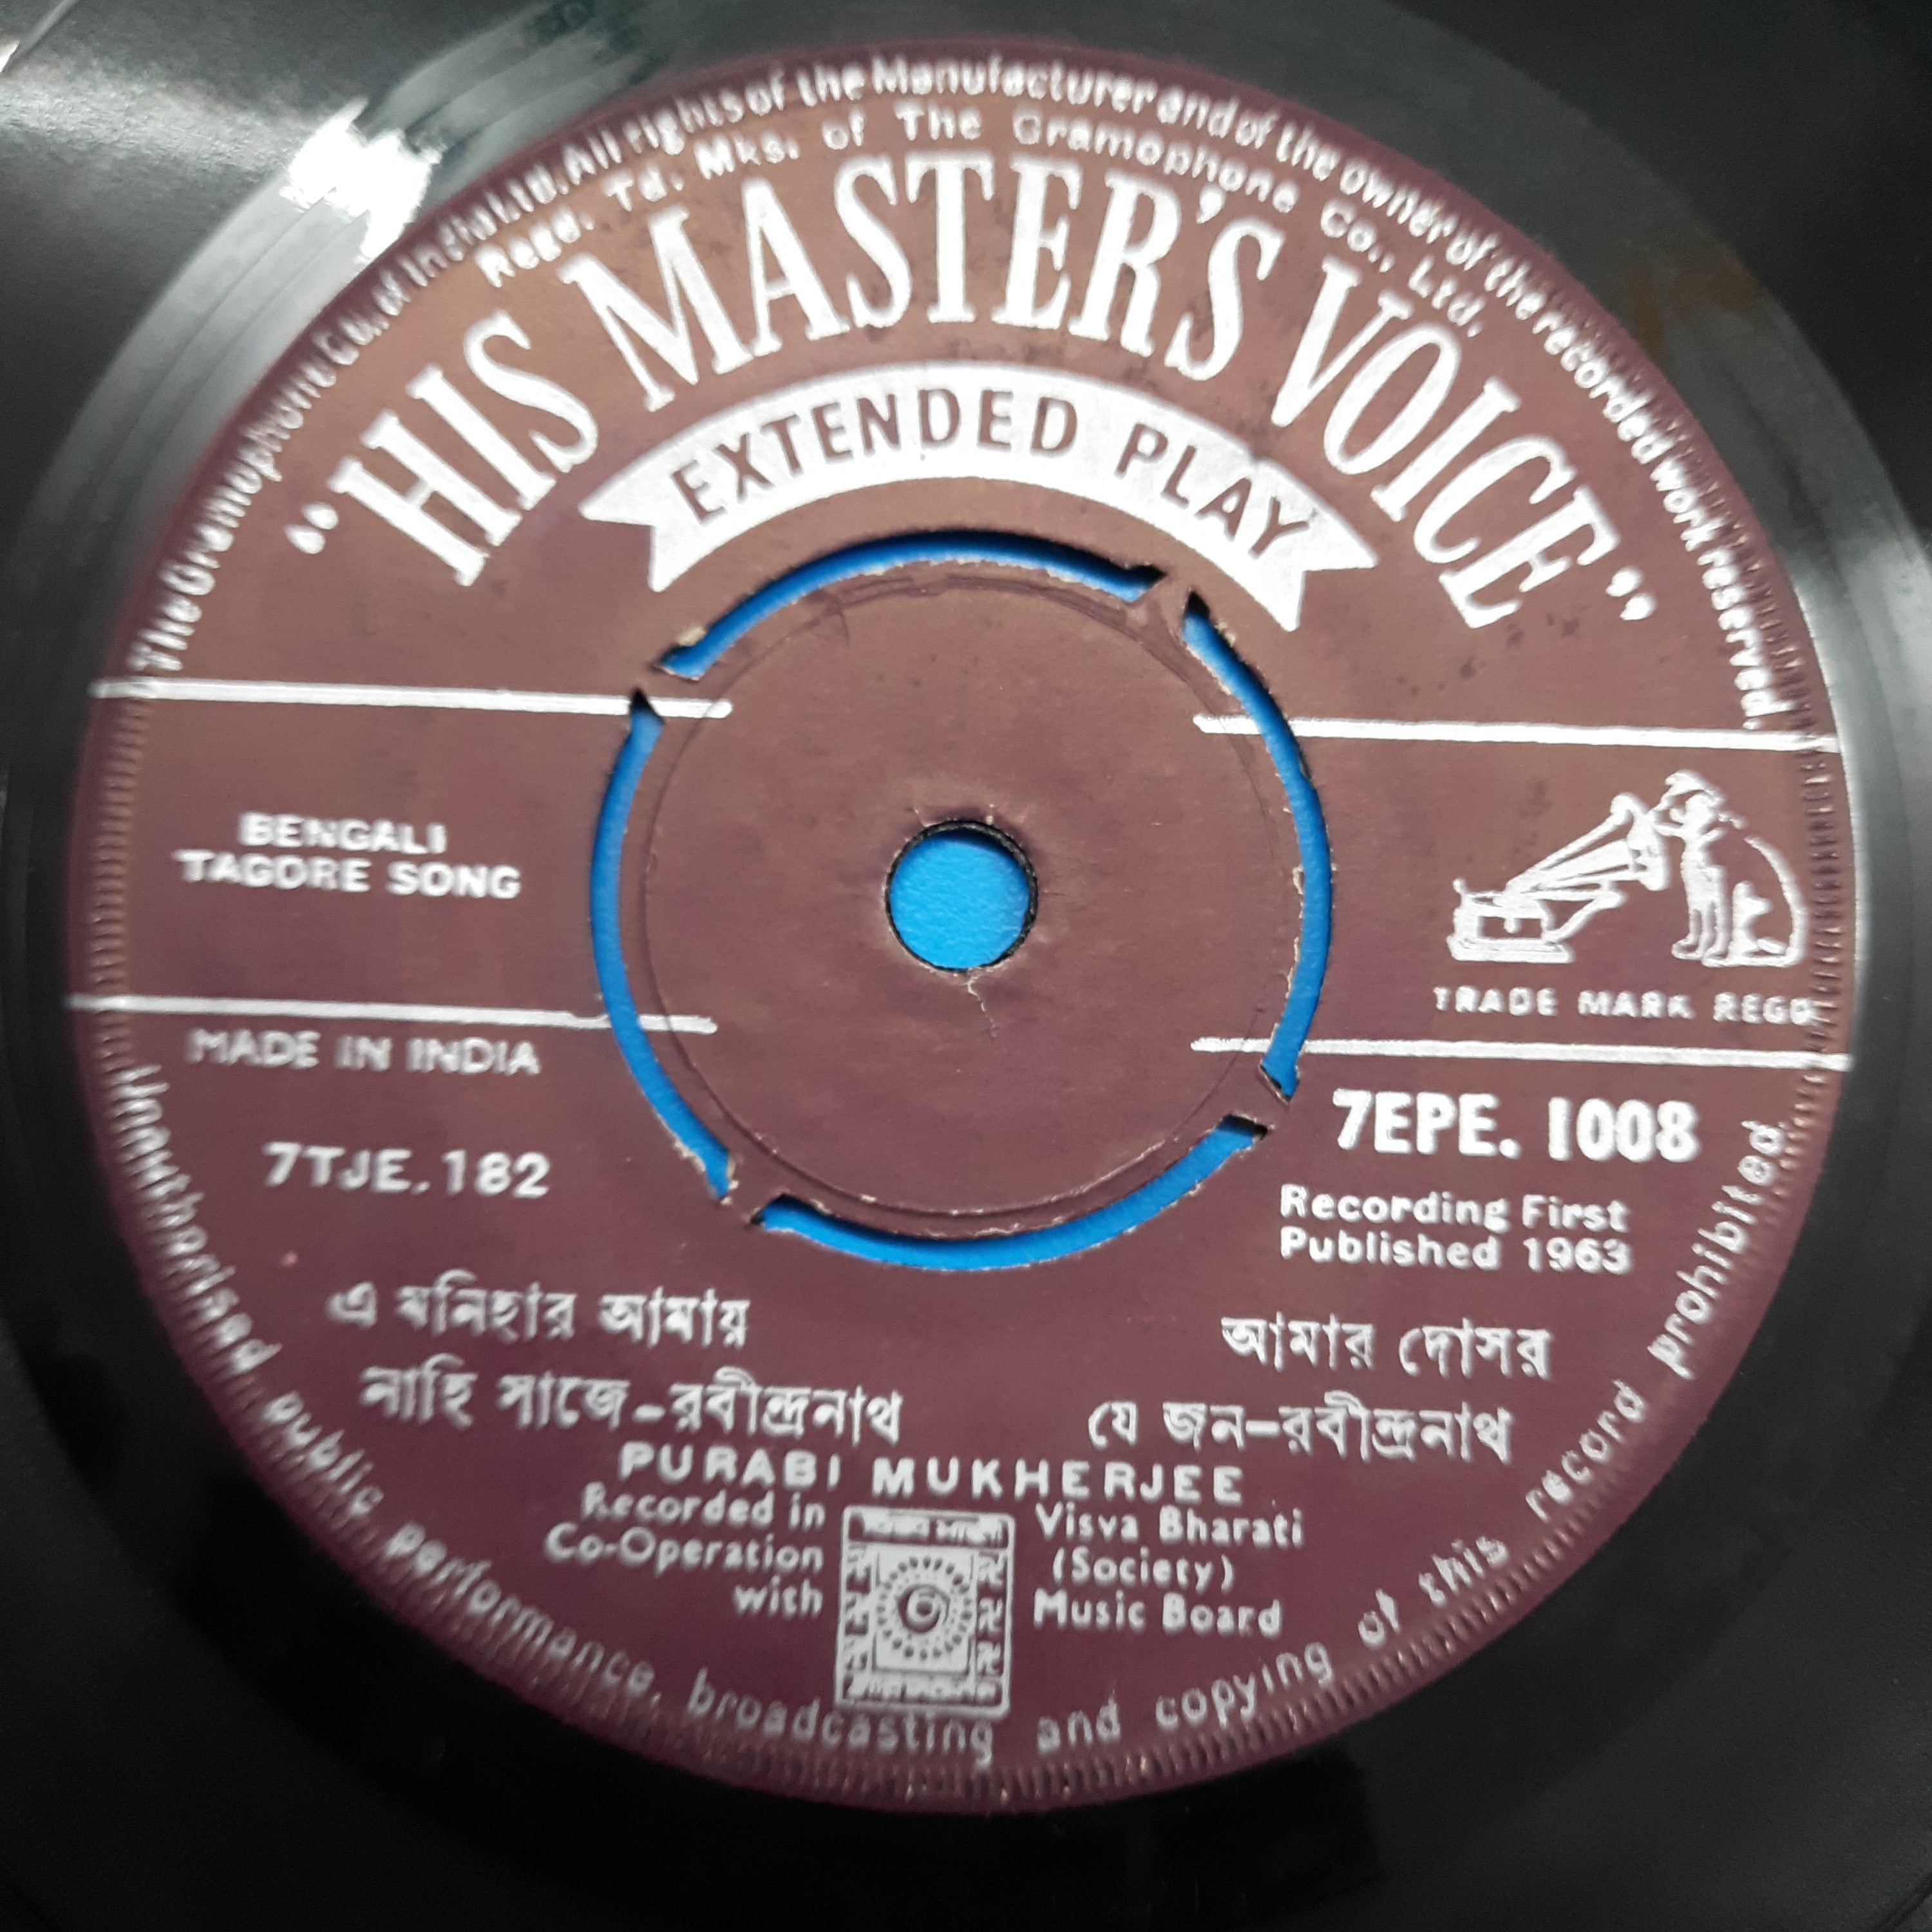 The Gramophone Co. of India Ltd. All rights of the Manufacturer and of the owner of the recorded work reserved.
Regd. Td. Mks. of The Gramophone Co., Ltd.
"HIS MASTER'S VOICE"
EXTENDED PLAY
BENGALI
TAGORE SONG
TRADE MARK REGD
MADE IN INDIA
7TJE.182
7EPE. 1008
Recording First
Published 1963
এ মনিহার আমায়
নাহি সাজে-রবীন্দ্রনাথ
আমার দোসর
যে জন-রবীন্দ্রনাথ
PURABI MUKHERJEE
Recorded in
Co-Operation
with
Visva Bharati
(Society)
Music Board
Unauthorised public performance, broadcasting and copying of this record prohibited